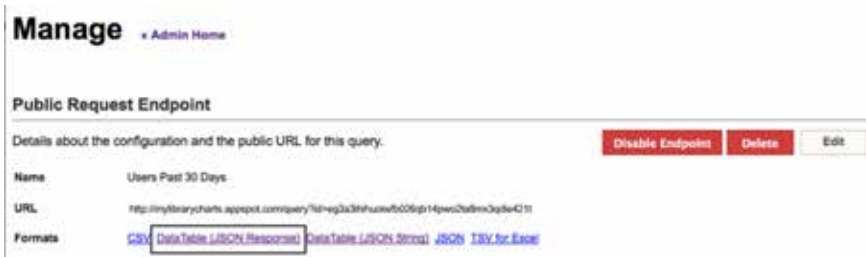 Manage « Admin Home
Public Request Endpoint
Details about the configuration and the public URL for this query.
Disable Endpoint Delete Edit
Name Users Past 30 Days
URL
Formats CSV DataTable (JSON Response) DataTable (JSON String) JSON TSV for Excel